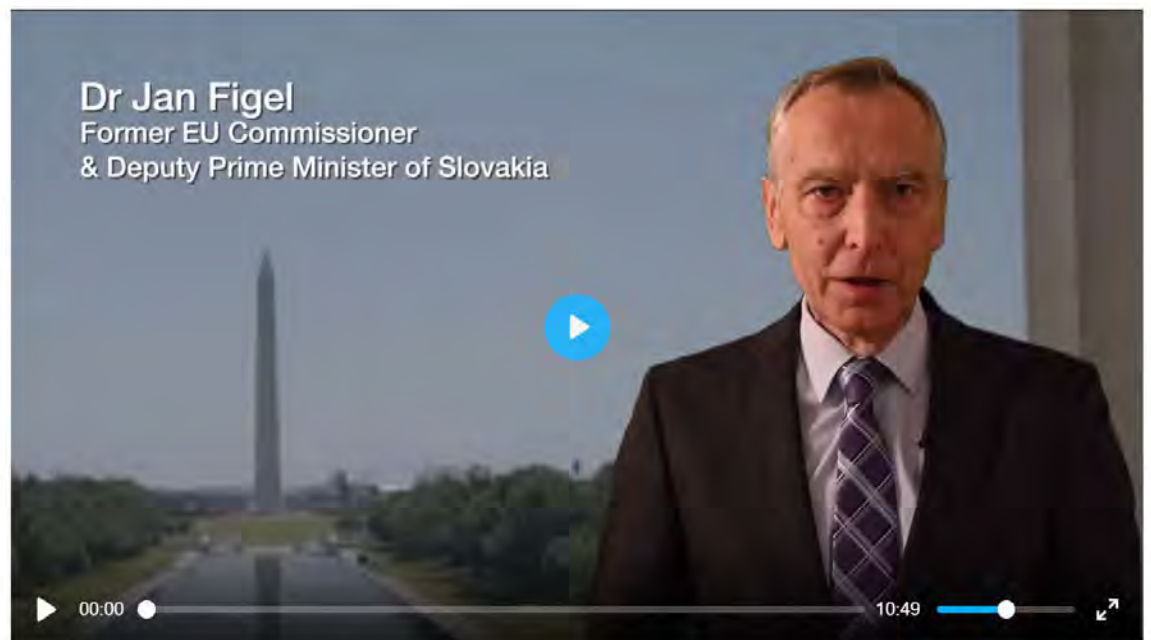 Dr Jan Figel
Former EU Commissioner
& Deputy Prime Minister of Slovakia
00:00
10:49